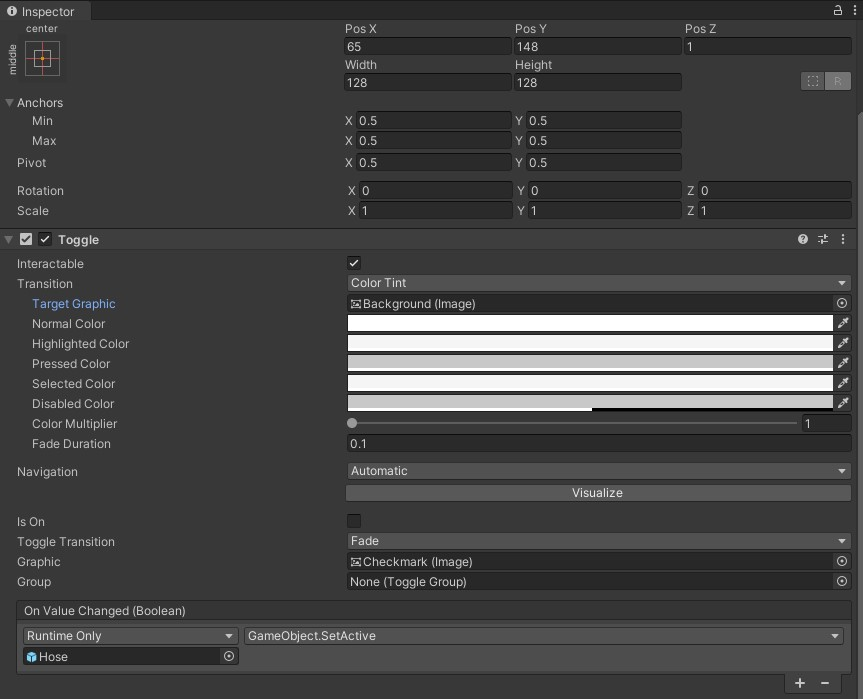 Inspector
center
middle
Pos X Pos Y Pos Z
65 148 1
Width Height
128 128
R
Anchors
Min X 0.5 Y 0.5
Max X 0.5 Y 0.5
Pivot X 0.5 Y 0.5
Rotation X 0 Y 0 Z 0
Scale X 1 Y 1 Z 1
Toggle
Interactable
Transition Color Tint
Target Graphic Background (Image)
Normal Color
Highlighted Color
Pressed Color
Selected Color
Disabled Color
Color Multiplier 1
Fade Duration 0.1
Navigation Automatic
Visualize
Is On
Toggle Transition Fade
Graphic Checkmark (Image)
Group None (Toggle Group)
On Value Changed (Boolean)
Runtime Only GameObject.SetActive
Hose